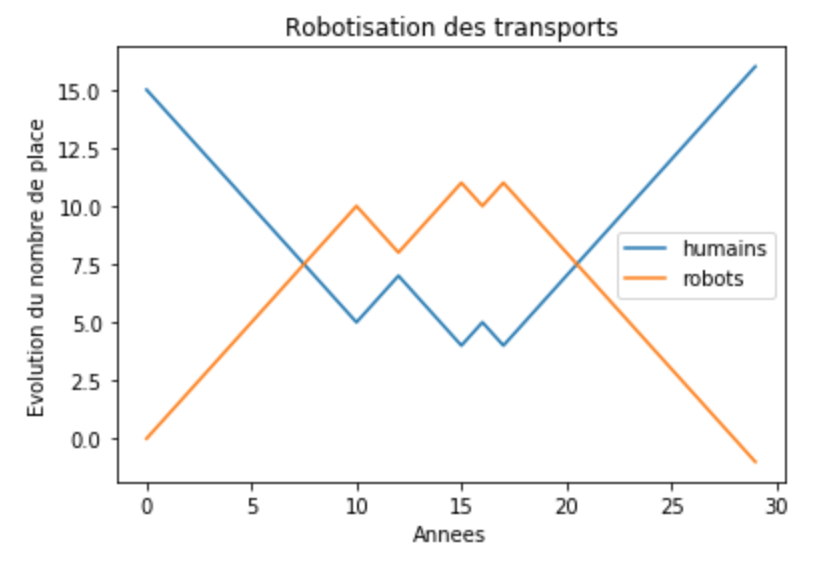 Robotisation des transports
Evolution du nombre de place
15.0
12.5
10.0
7.5
5.0
2.5
0.0
humains
robots
0 5 10 15 20 25 30
Annees